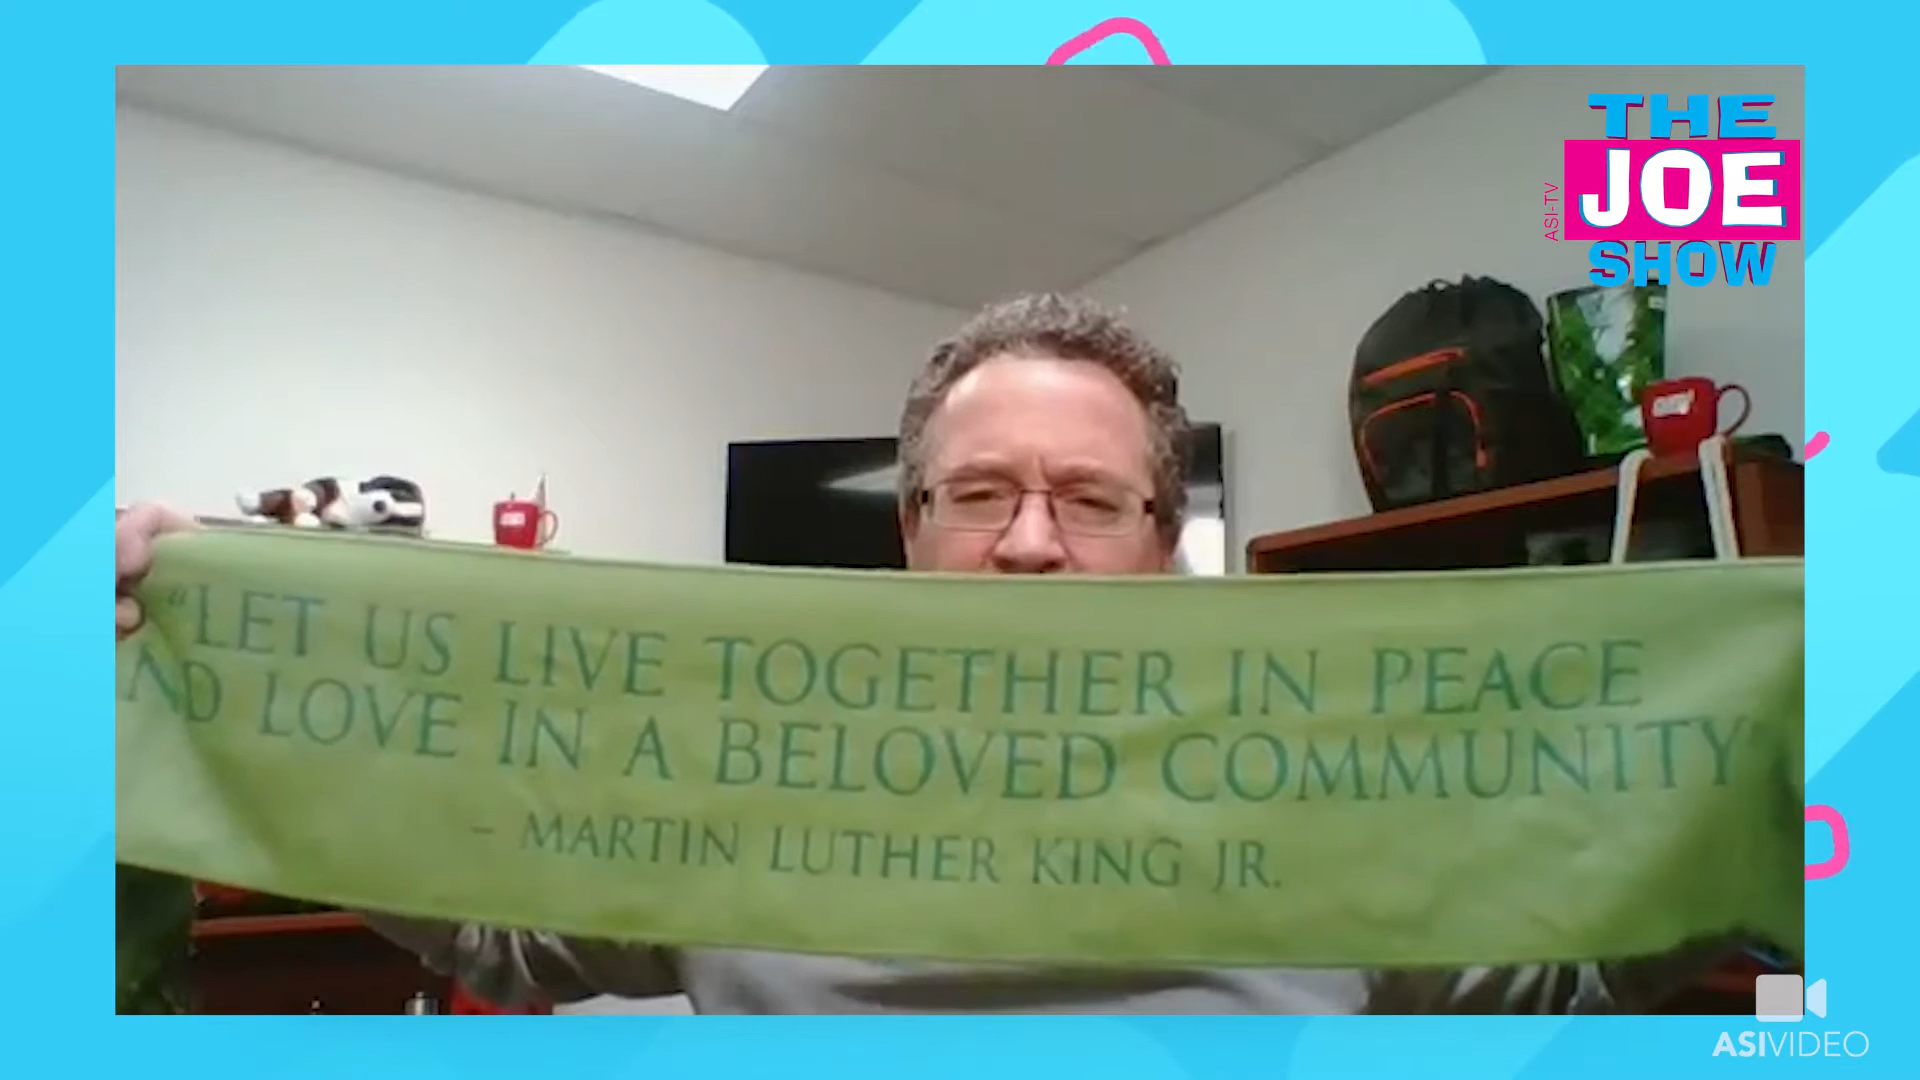 THE
JOE
SHOW
ASI-TV
“LET US LIVE TOGETHER IN PEACE
AND LOVE IN A BELOVED COMMUNITY”
– MARTIN LUTHER KING JR.
ASIVIDEO